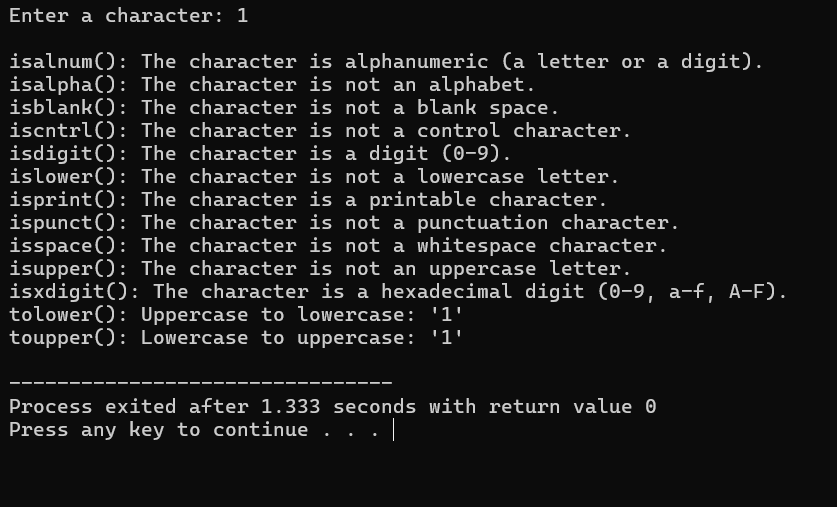 Enter a character: 1
isalnum(): The character is alphanumeric (a letter or a digit).
isalpha(): The character is not an alphabet.
isblank(): The character is not a blank space.
iscntrl(): The character is not a control character.
isdigit(): The character is a digit (0-9).
islower(): The character is not a lowercase letter.
isprint(): The character is a printable character.
ispunct(): The character is not a punctuation character.
isspace(): The character is not a whitespace character.
isupper(): The character is not an uppercase letter.
isxdigit(): The character is a hexadecimal digit (0-9, a-f, A-F).
tolower(): Uppercase to lowercase: '1'
toupper(): Lowercase to uppercase: '1'
--------------------------------
Process exited after 1.333 seconds with return value 0
Press any key to continue . . .